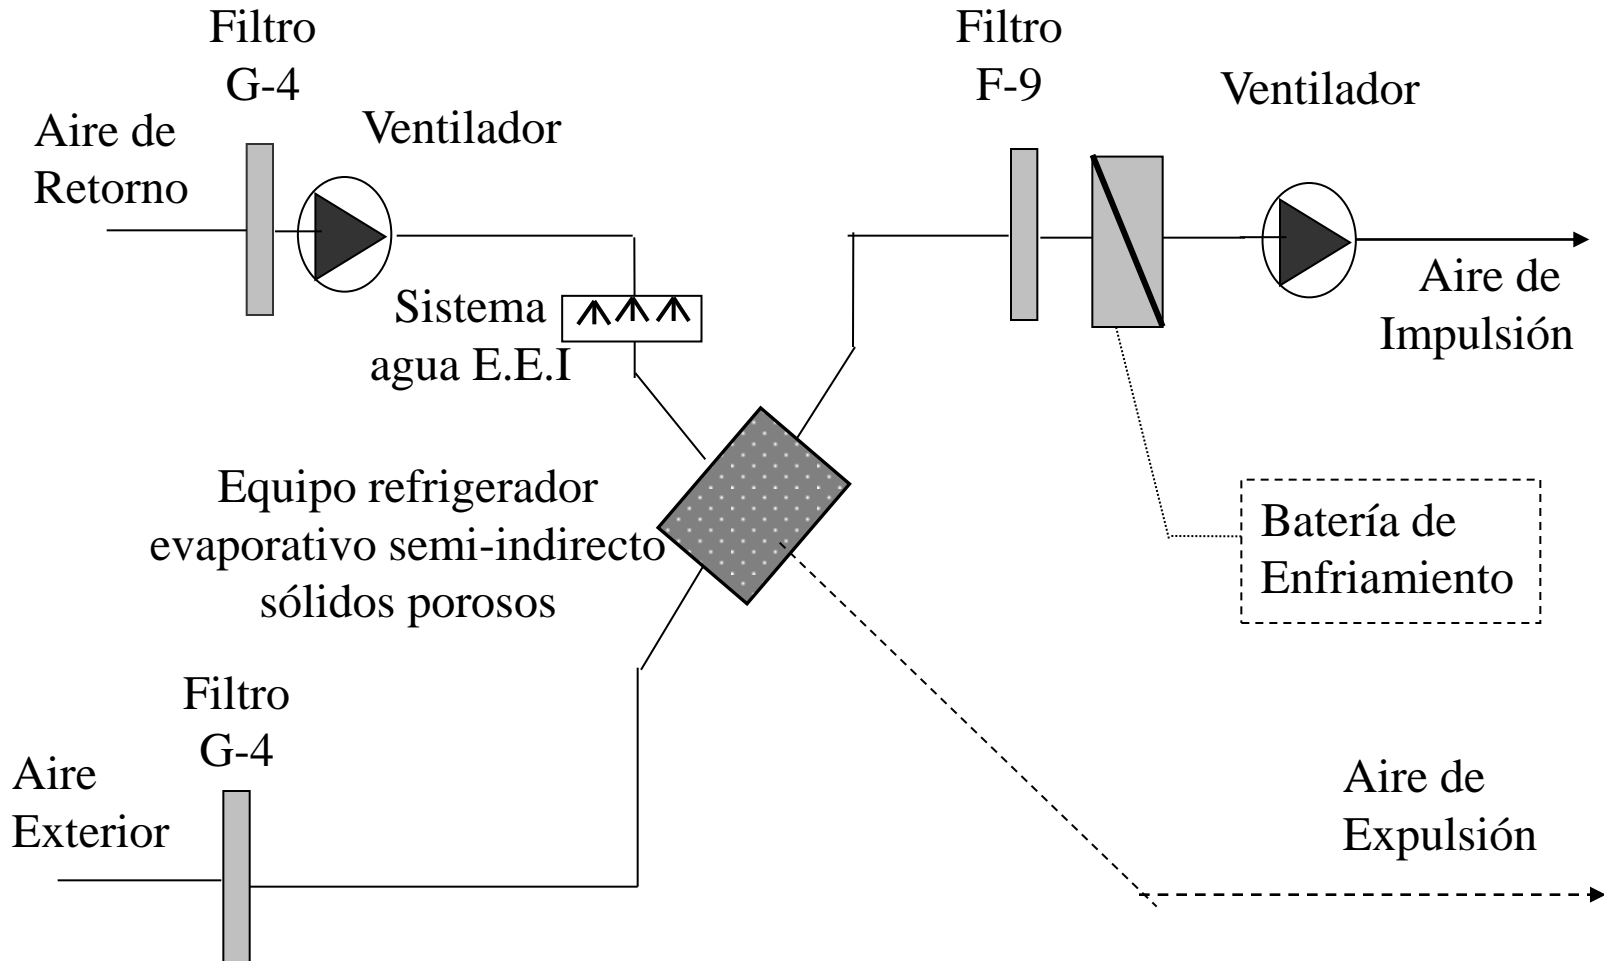 Filtro
G-4
Aire de
Retorno
Ventilador
Filtro
F-9
Ventilador
Sistema
agua E.E.I
Aire de
Impulsión
Equipo refrigerador
evaporativo semi-indirecto
sólidos porosos
Batería de
Enfriamiento
Filtro
G-4
Aire
Exterior
Aire de
Expulsión